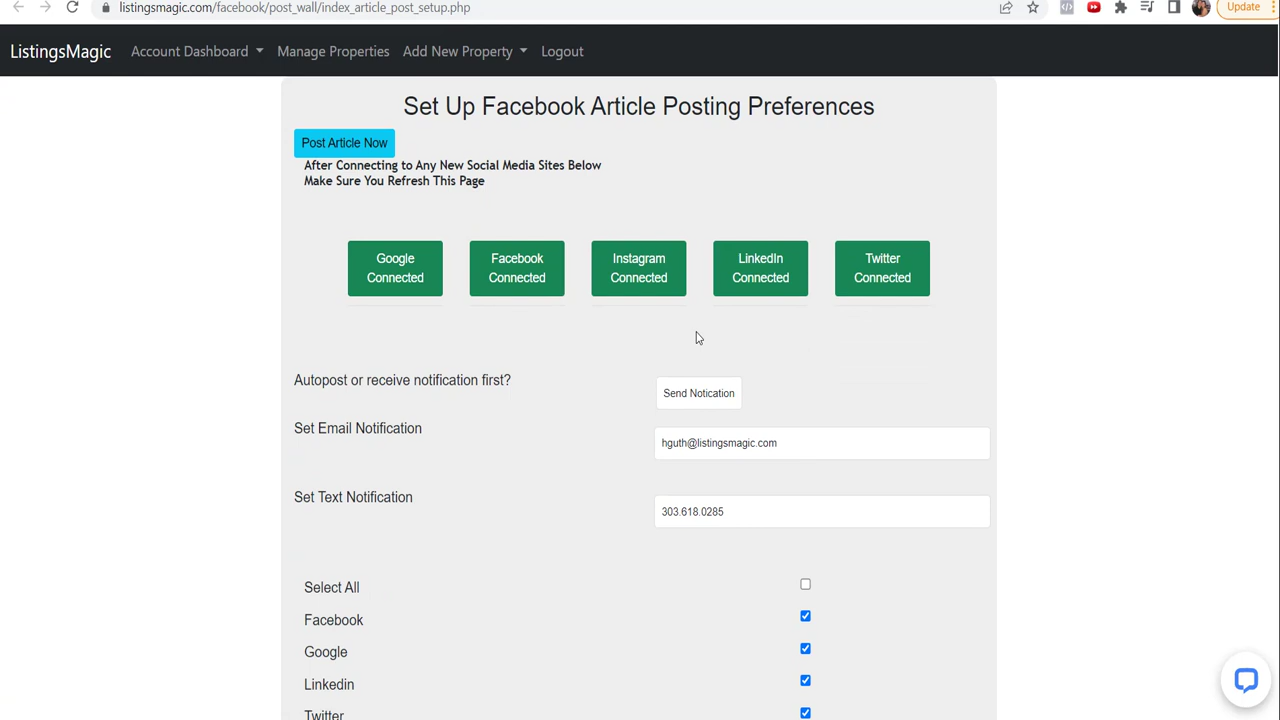 listingsmagic.com/facebook/post_wall/index_article_post_setup.php
Update
ListingsMagic
Account Dashboard
Manage Properties
Add New Property
Logout
Set Up Facebook Article Posting Preferences
Post Article Now
After Connecting to Any New Social Media Sites Below
Make Sure You Refresh This Page
Google
Connected
Facebook
Connected
Instagram
Connected
LinkedIn
Connected
Twitter
Connected
Autopost or receive notification first?
Send Notication
Set Email Notification
hguth@listingsmagic.com
Set Text Notification
303.618.0285
Select All
Facebook
Google
Linkedin
Twitter